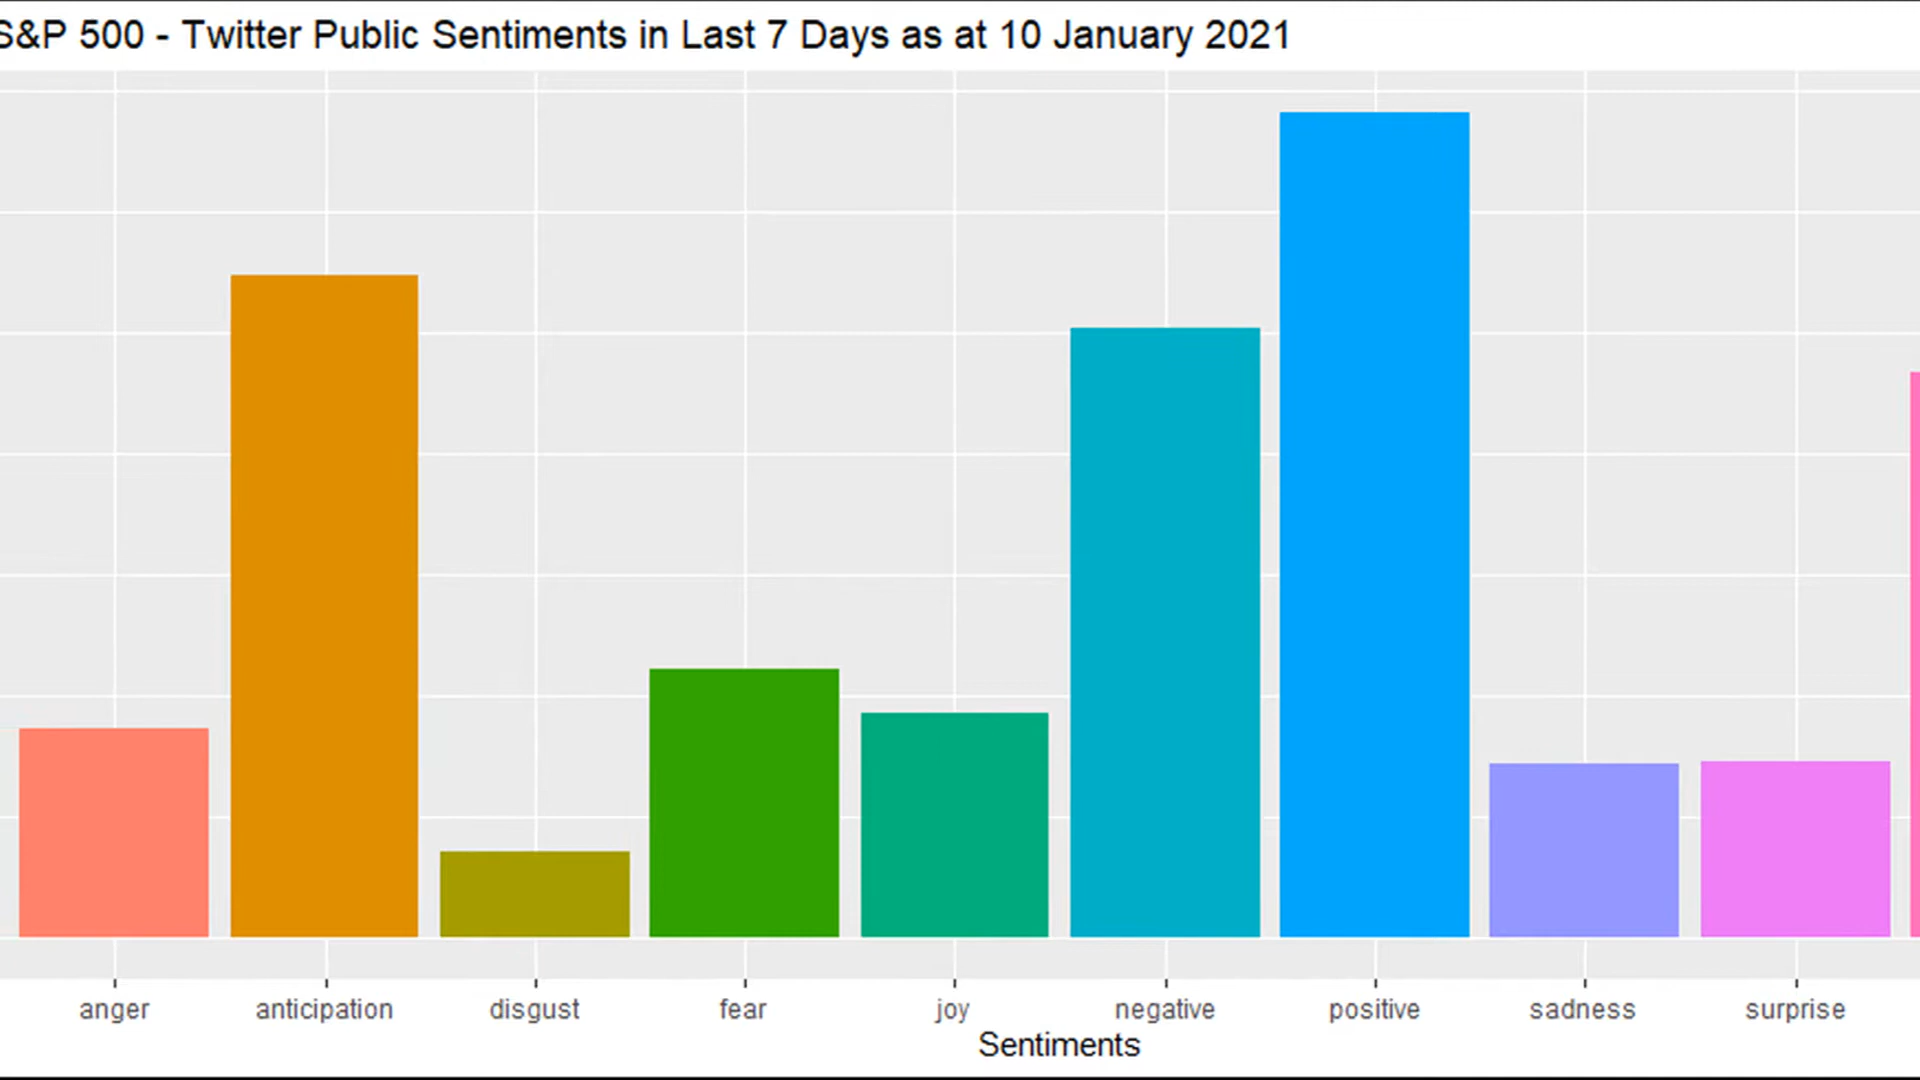 S&P 500 - Twitter Public Sentiments in Last 7 Days as at 10 January 2021
anger anticipation disgust fear joy negative positive sadness surprise
Sentiments